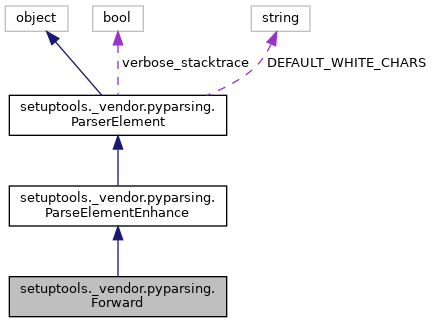 object
bool
string
verbose_stacktrace
DEFAULT_WHITE_CHARS
setuptools._vendor.pyparsing.
ParserElement
setuptools._vendor.pyparsing.
ParseElementEnhance
setuptools._vendor.pyparsing.
Forward